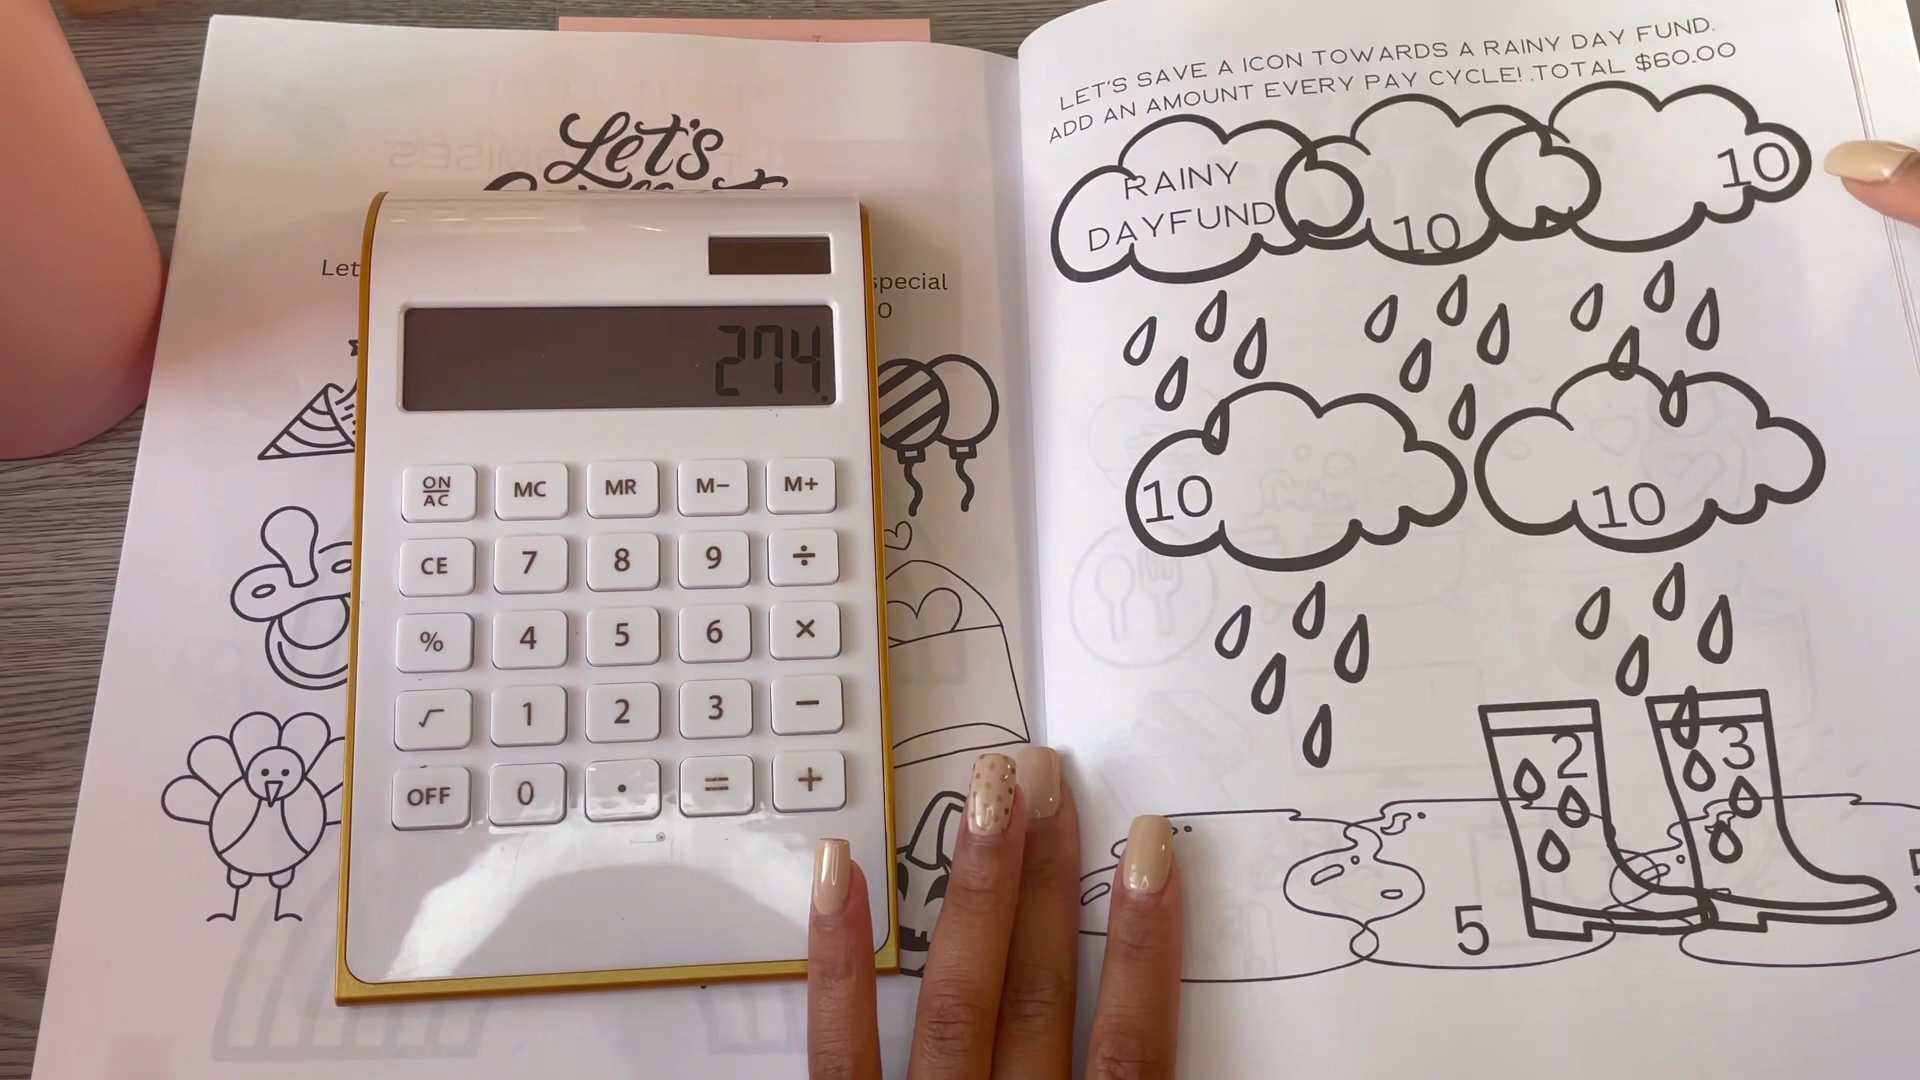 Let's
Let
special
0
274.
ON
AC
MC
MR
M−
M+
CE
7
8
9
÷
%
4
5
6
×
√
1
2
3
−
OFF
0
.
=
+
LET'S SAVE A ICON TOWARDS A RAINY DAY FUND.
ADD AN AMOUNT EVERY PAY CYCLE! .TOTAL $60.00
RAINY
DAYFUND
10
10
10
10
2
3
5